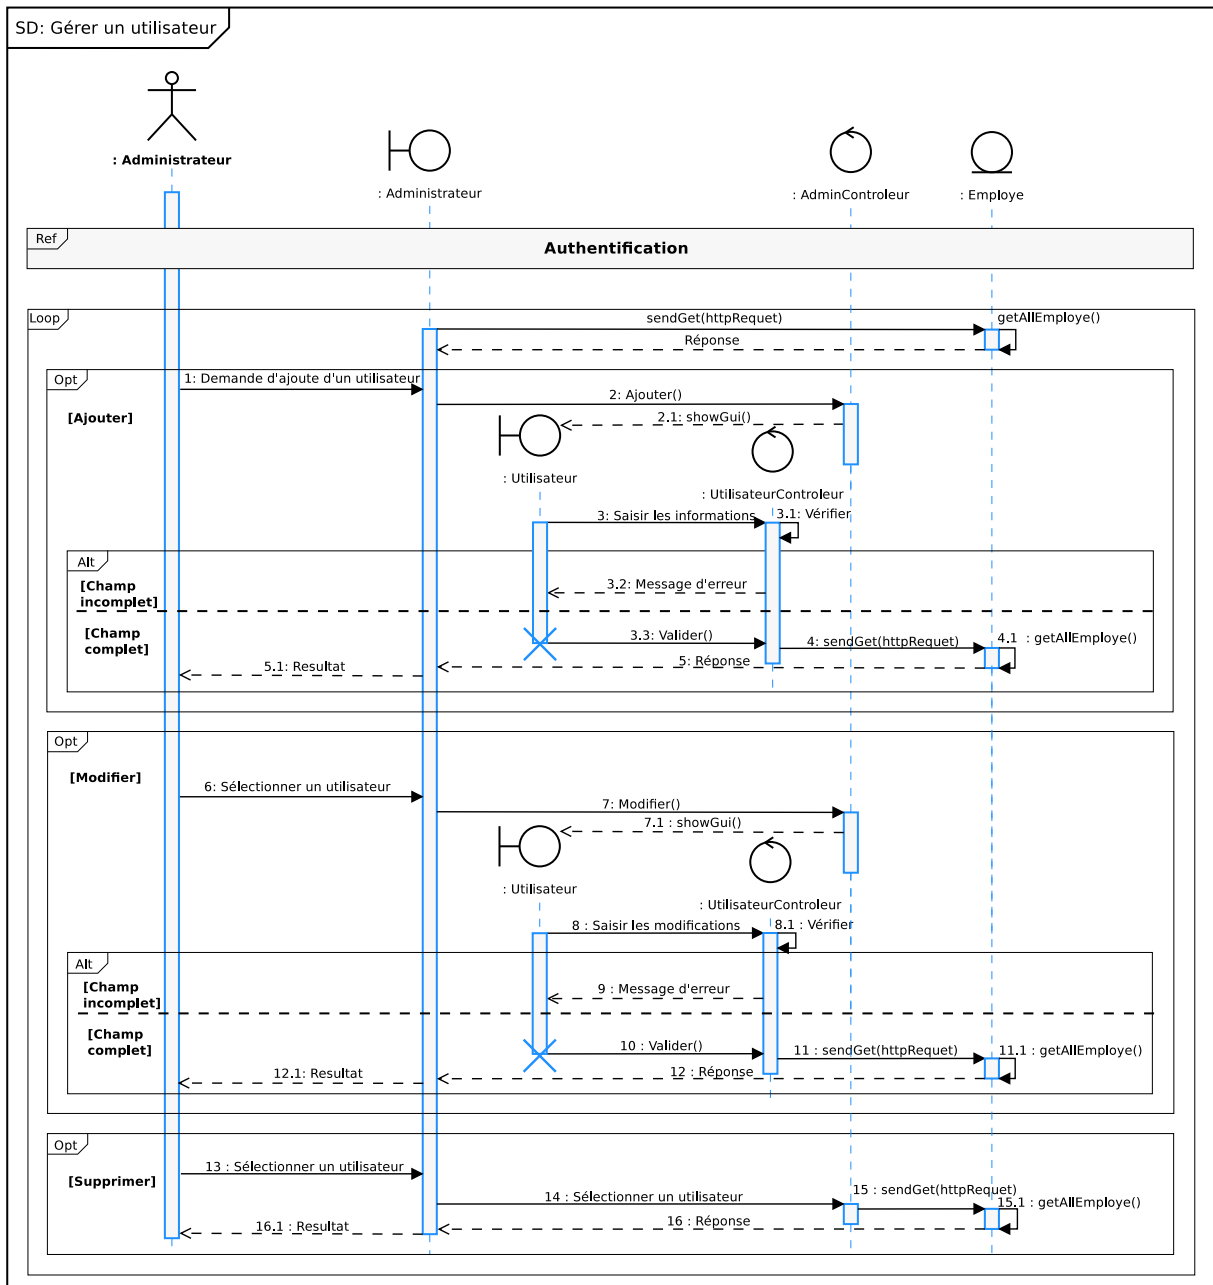 SD: Gérer un utilisateur
: Administrateur
: Administrateur
: AdminControleur
: Employe
Ref
Authentification
Loop
sendGet(httpRequet)
getAllEmploye()
Réponse
Opt
1: Demande d'ajoute d'un utilisateur
[Ajouter]
2: Ajouter()
2.1: showGui()
: Utilisateur
: UtilisateurControleur
3: Saisir les informations
3.1: Vérifier
Alt
[Champ
incomplet]
3.2: Message d'erreur
[Champ
complet]
3.3: Valider()
4: sendGet(httpRequet)
4.1 : getAllEmploye()
5: Réponse
5.1: Resultat
Opt
[Modifier]
6: Sélectionner un utilisateur
7: Modifier()
7.1 : showGui()
: Utilisateur
: UtilisateurControleur
8 : Saisir les modifications
8.1 : Vérifier
Alt
[Champ
incomplet]
9 : Message d'erreur
[Champ
complet]
10 : Valider()
11 : sendGet(httpRequet)
11.1 : getAllEmploye()
12 : Réponse
12.1: Resultat
Opt
13 : Sélectionner un utilisateur
[Supprimer]
14 : Sélectionner un utilisateur
15 : sendGet(httpRequet)
15.1 : getAllEmploye()
16 : Réponse
16.1 : Resultat